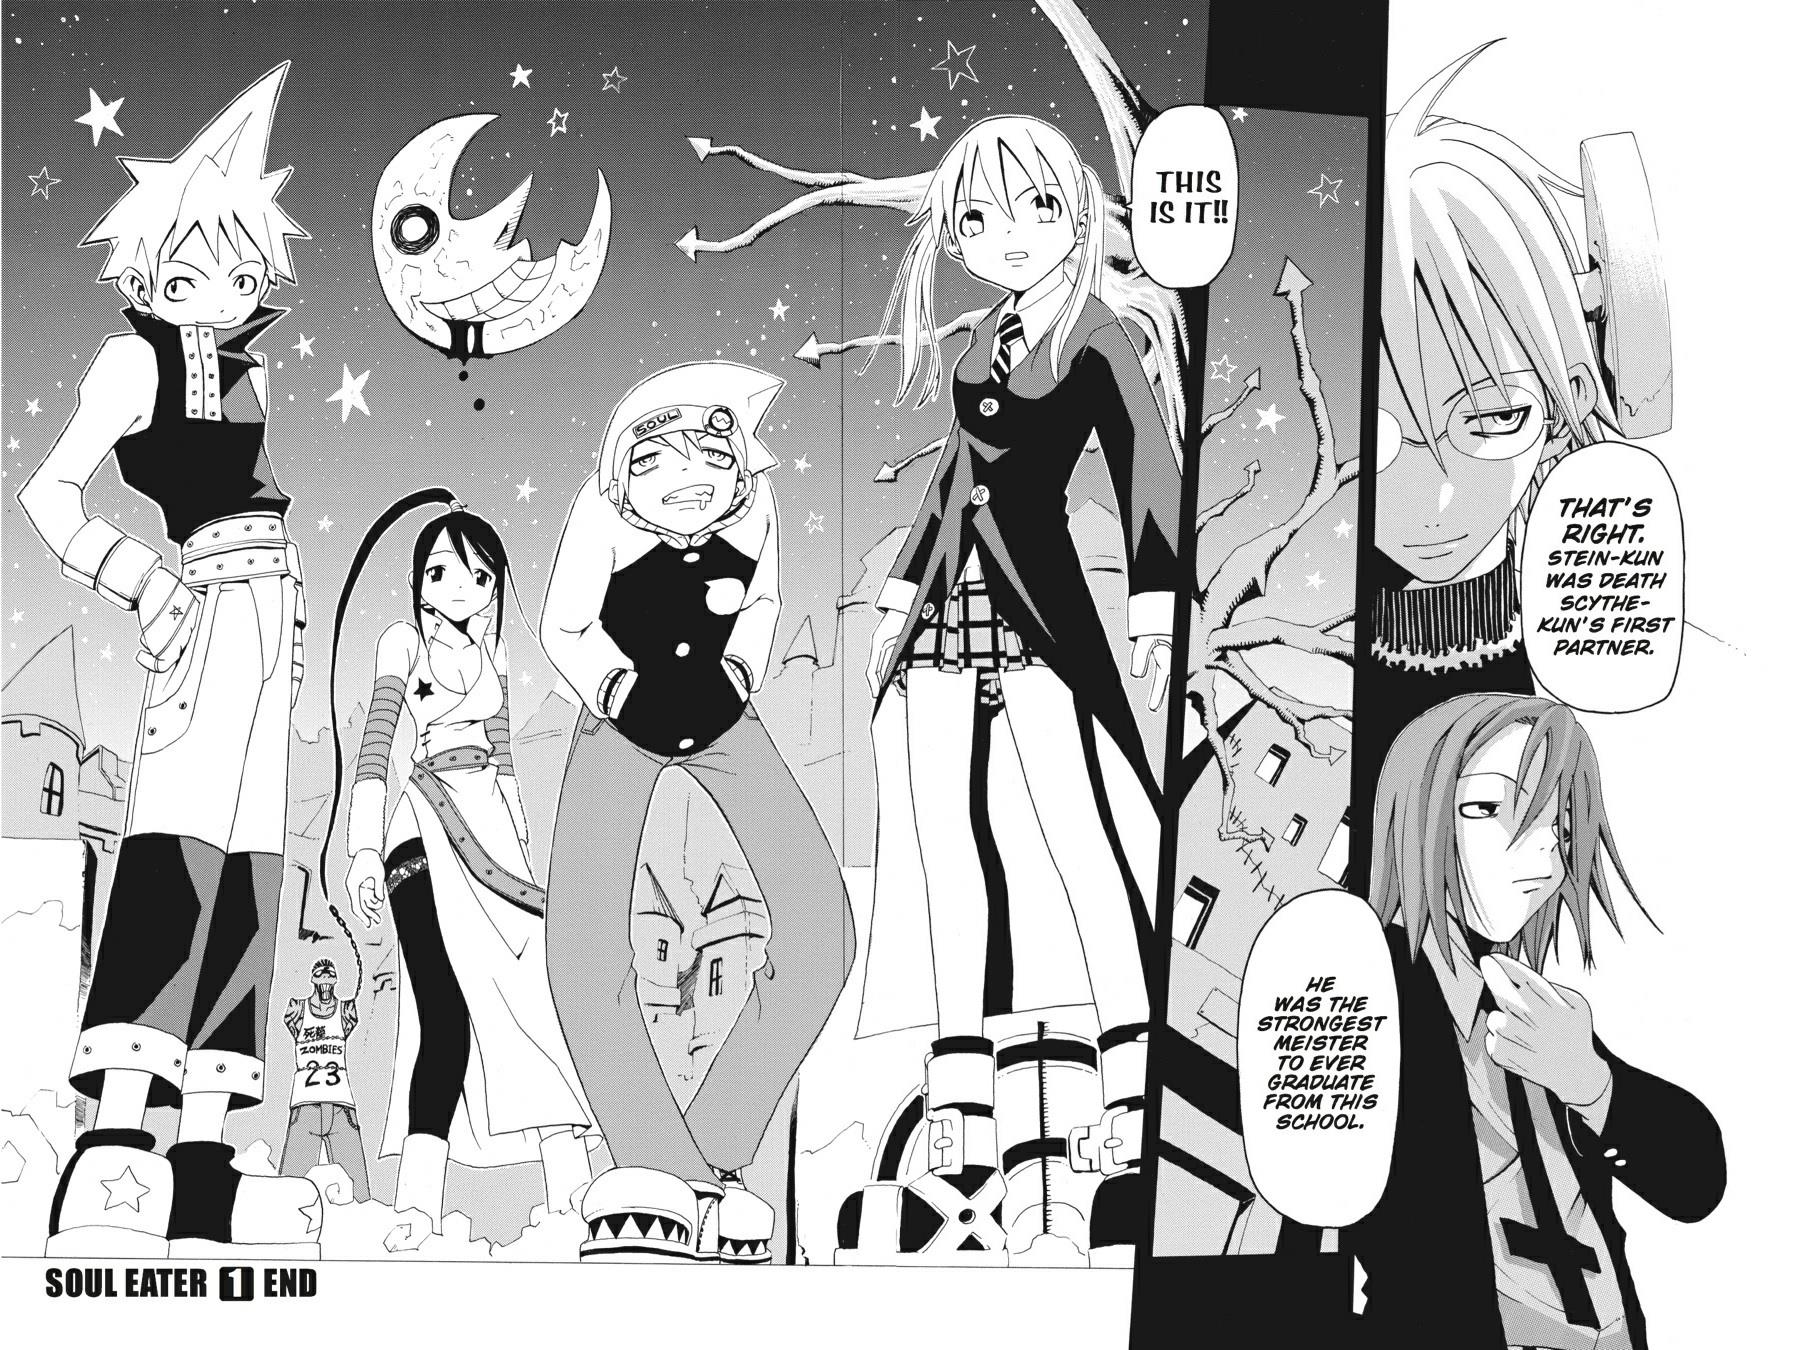 THAT'S
RIGHT.
STEIN-KUN
WAS DEATH
SCYTHE-
KUN'S FIRST
PARTNER.
HE
WAS THE
STRONGEST
MEISTER
TO EVER
GRADUATE
FROM THIS
SCHOOL.
THIS
IS IT!!
SOUL
ZOMBIES
23
SOUL EATER 1 END